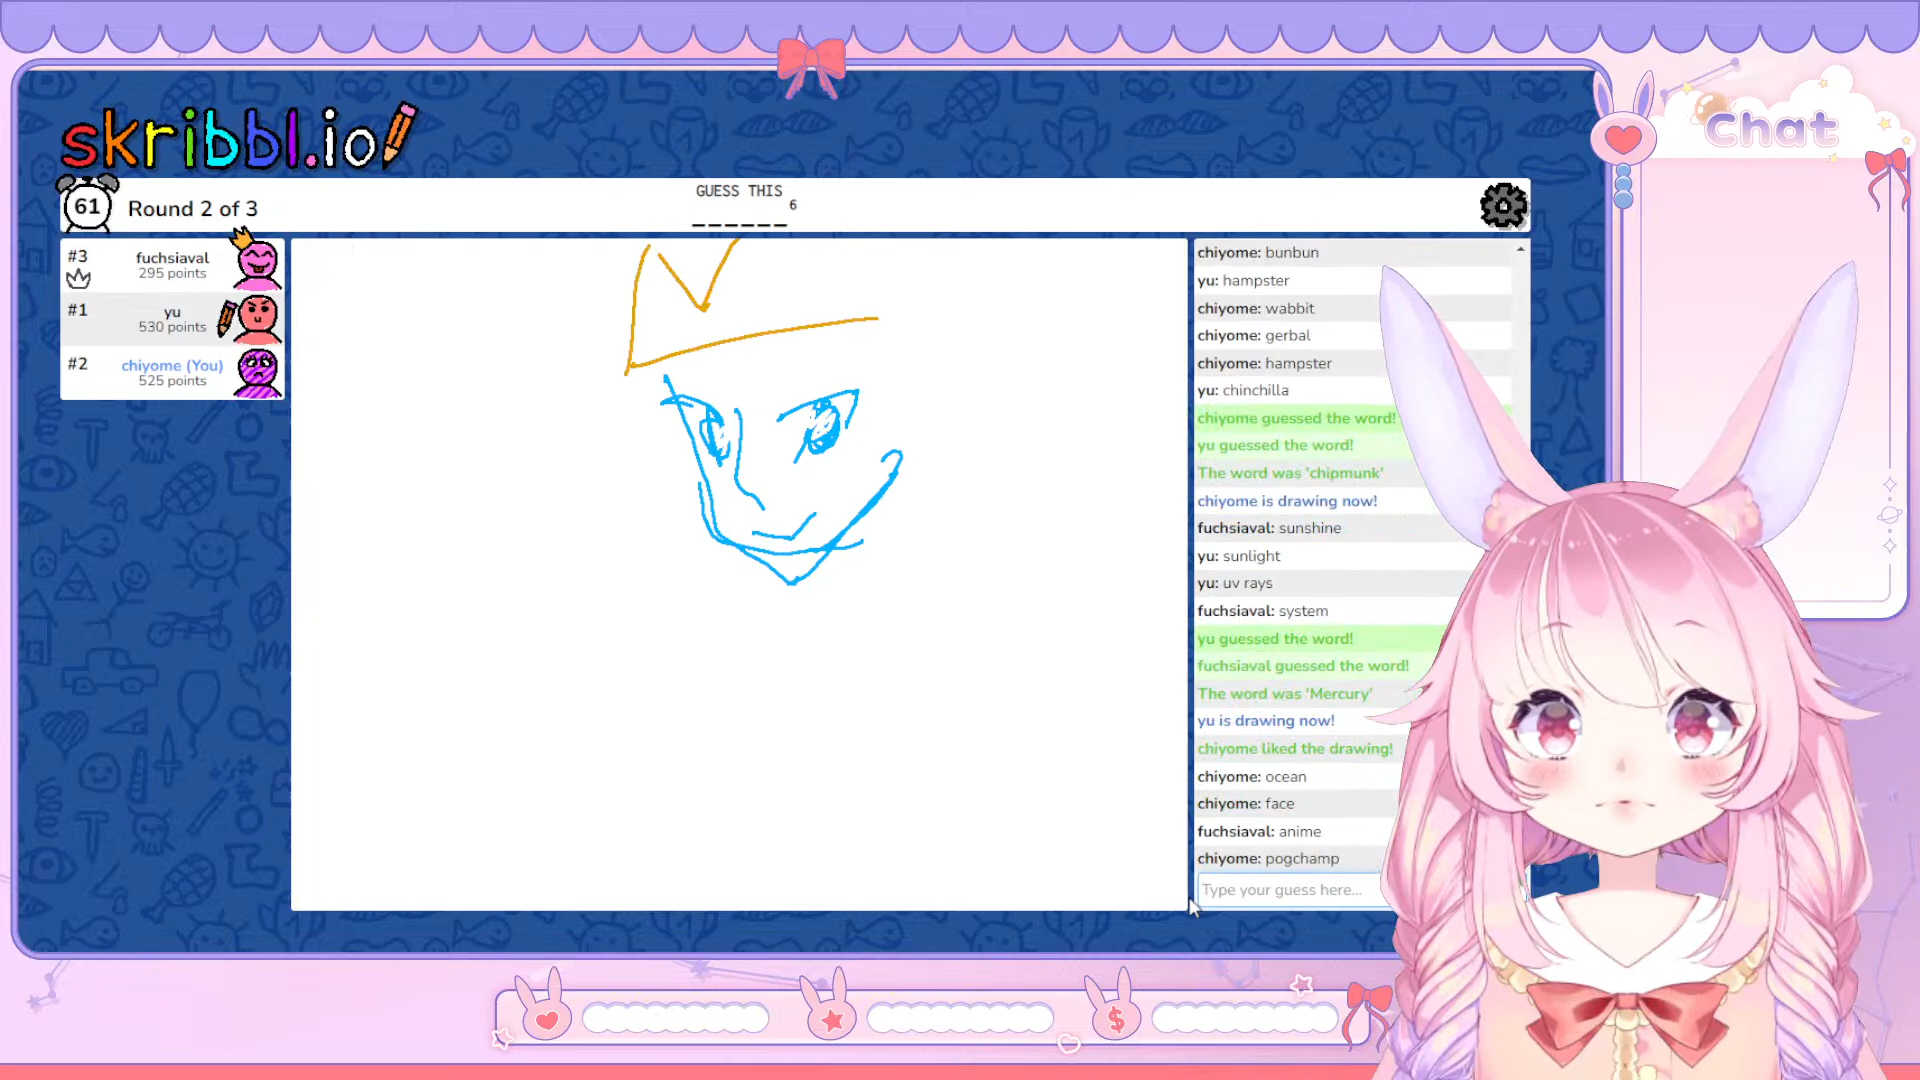 skribbl.io
Chat
61
Round 2 of 3
GUESS THIS
6
______
#3
fuchsiaval
295 points
#1
yu
530 points
#2
chiyome (You)
525 points
chiyome: bunbun
yu: hampster
chiyome: wabbit
chiyome: gerbal
chiyome: hampster
yu: chinchilla
chiyome guessed the word!
yu guessed the word!
The word was 'chipmunk'
chiyome is drawing now!
fuchsiaval: sunshine
yu: sunlight
yu: uv rays
fuchsiaval: system
yu guessed the word!
fuchsiaval guessed the word!
The word was 'Mercury'
yu is drawing now!
chiyome liked the drawing!
chiyome: ocean
chiyome: face
fuchsiaval: anime
chiyome: pogchamp
Type your guess here...
$